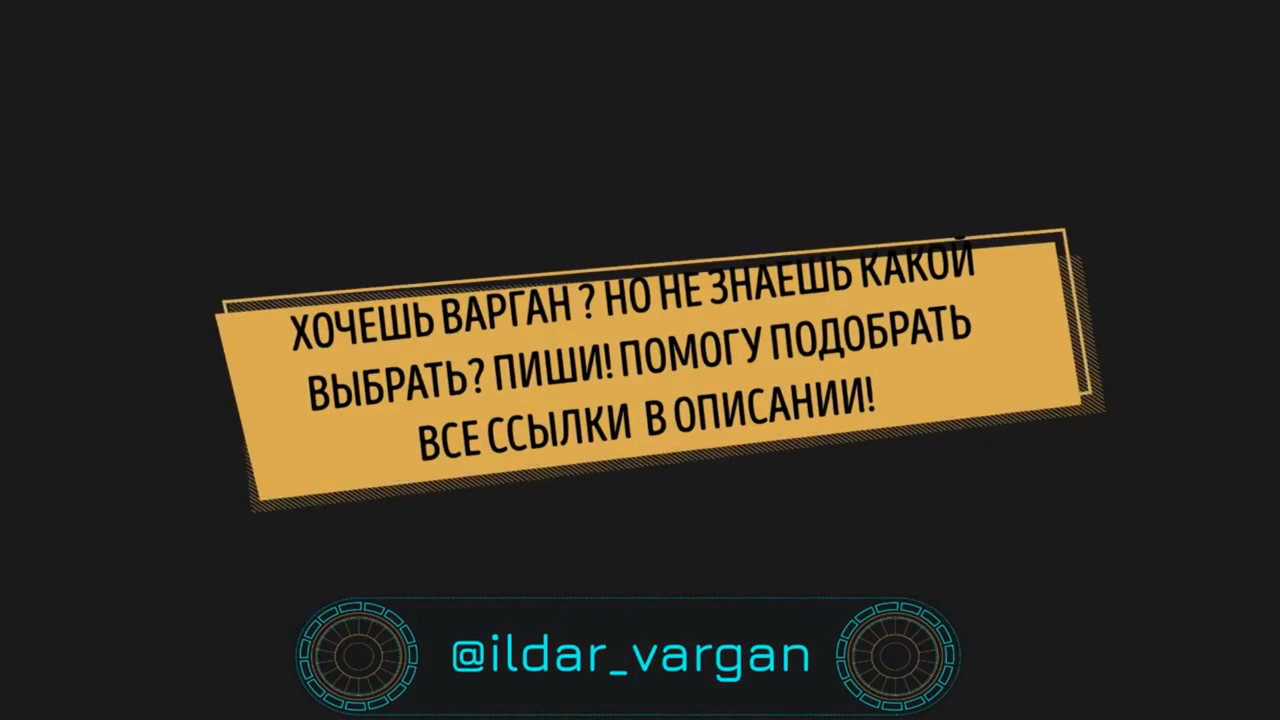 ХОЧЕШЬ ВАРГАН ? НО НЕ ЗНАЕШЬ КАКОЙ
ВЫБРАТЬ? ПИШИ! ПОМОГУ ПОДОБРАТЬ
ВСЕ ССЫЛКИ В ОПИСАНИИ!
@ildar_vargan